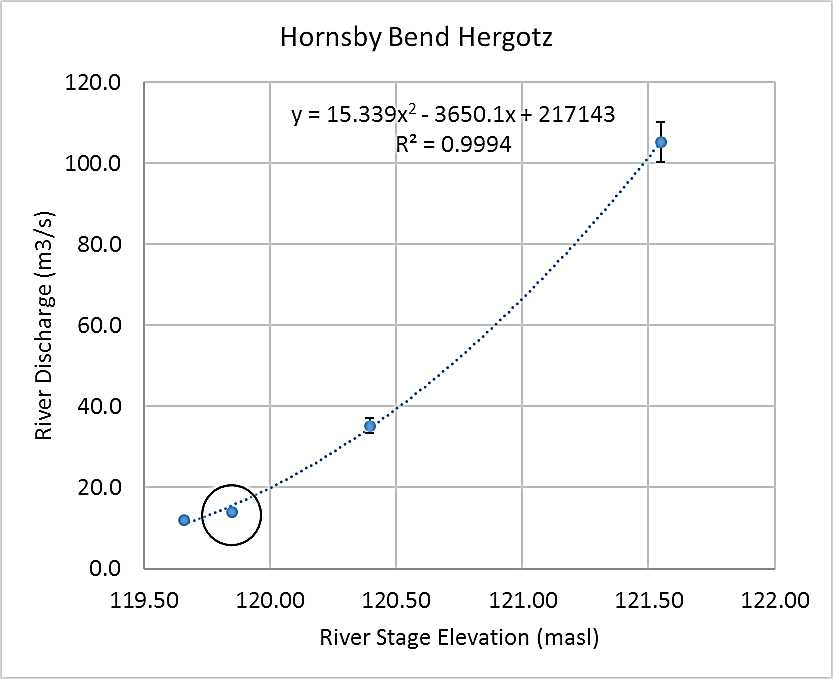 Hornsby Bend Hergotz
120.0
y = 15.339x² - 3650.1x + 217143
R² = 0.9994
100.0
80.0
60.0
40.0
20.0
0.0
River Discharge (m3/s)
119.50 120.00 120.50 121.00 121.50 122.00
River Stage Elevation (masl)